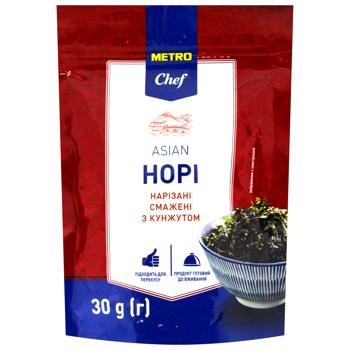 METRO
Chef
ASIAN
НОРІ
НАРІЗАНІ
СМАЖЕНІ
З КУНЖУТОМ
ПІДХОДИТЬ ДЛЯ
ПЕРЕКУСУ
ПРОДУКТ ГОТОВИЙ
ДО ВЖИВАННЯ
30 g (г)